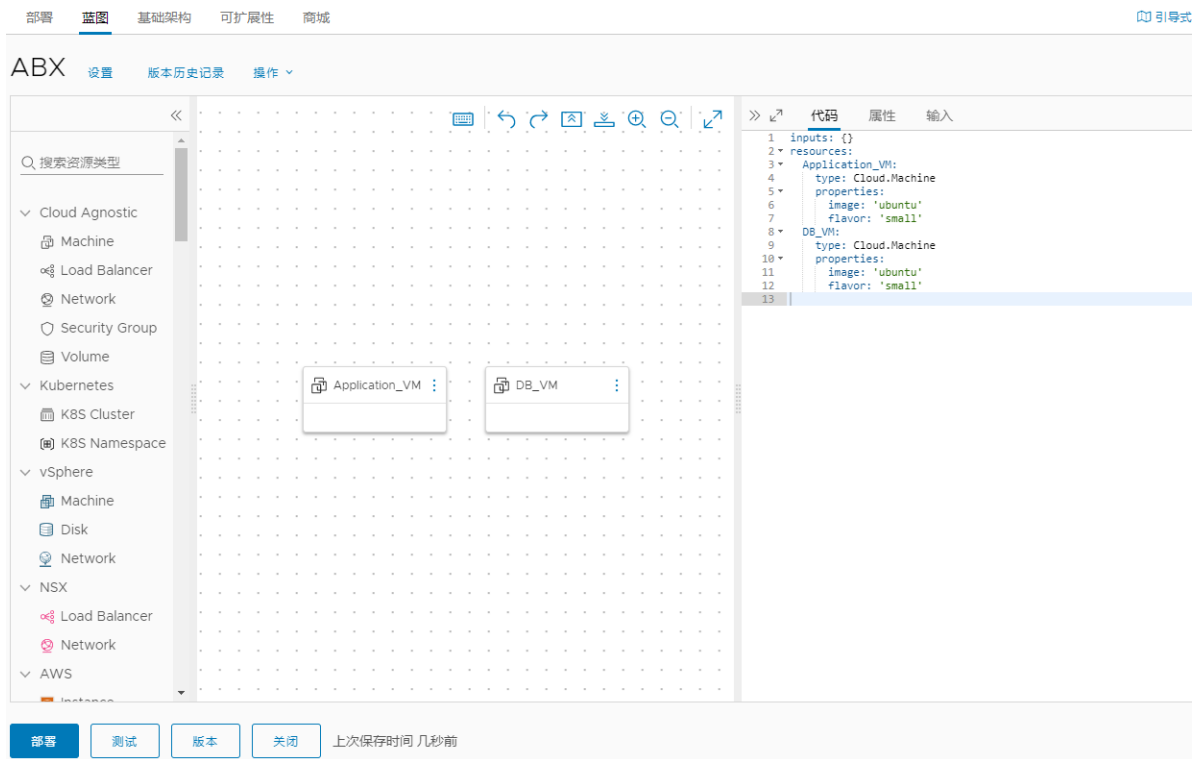 部署 蓝图 基础架构 可扩展性 商城 引导式
ABX 设置 版本历史记录 操作
搜索资源类型
Cloud Agnostic
Machine
Load Balancer
Network
Security Group
Volume
Kubernetes
K8S Cluster
K8S Namespace
vSphere
Machine
Disk
Network
NSX
Load Balancer
Network
AWS
Instance
Application_VM
DB_VM
代码 属性 输入
1 inputs: {}
2 resources:
3 Application_VM:
4 type: Cloud.Machine
5 properties:
6 image: 'ubuntu'
7 flavor: 'small'
8 DB_VM:
9 type: Cloud.Machine
10 properties:
11 image: 'ubuntu'
12 flavor: 'small'
13
部署 测试 版本 关闭 上次保存时间 几秒前